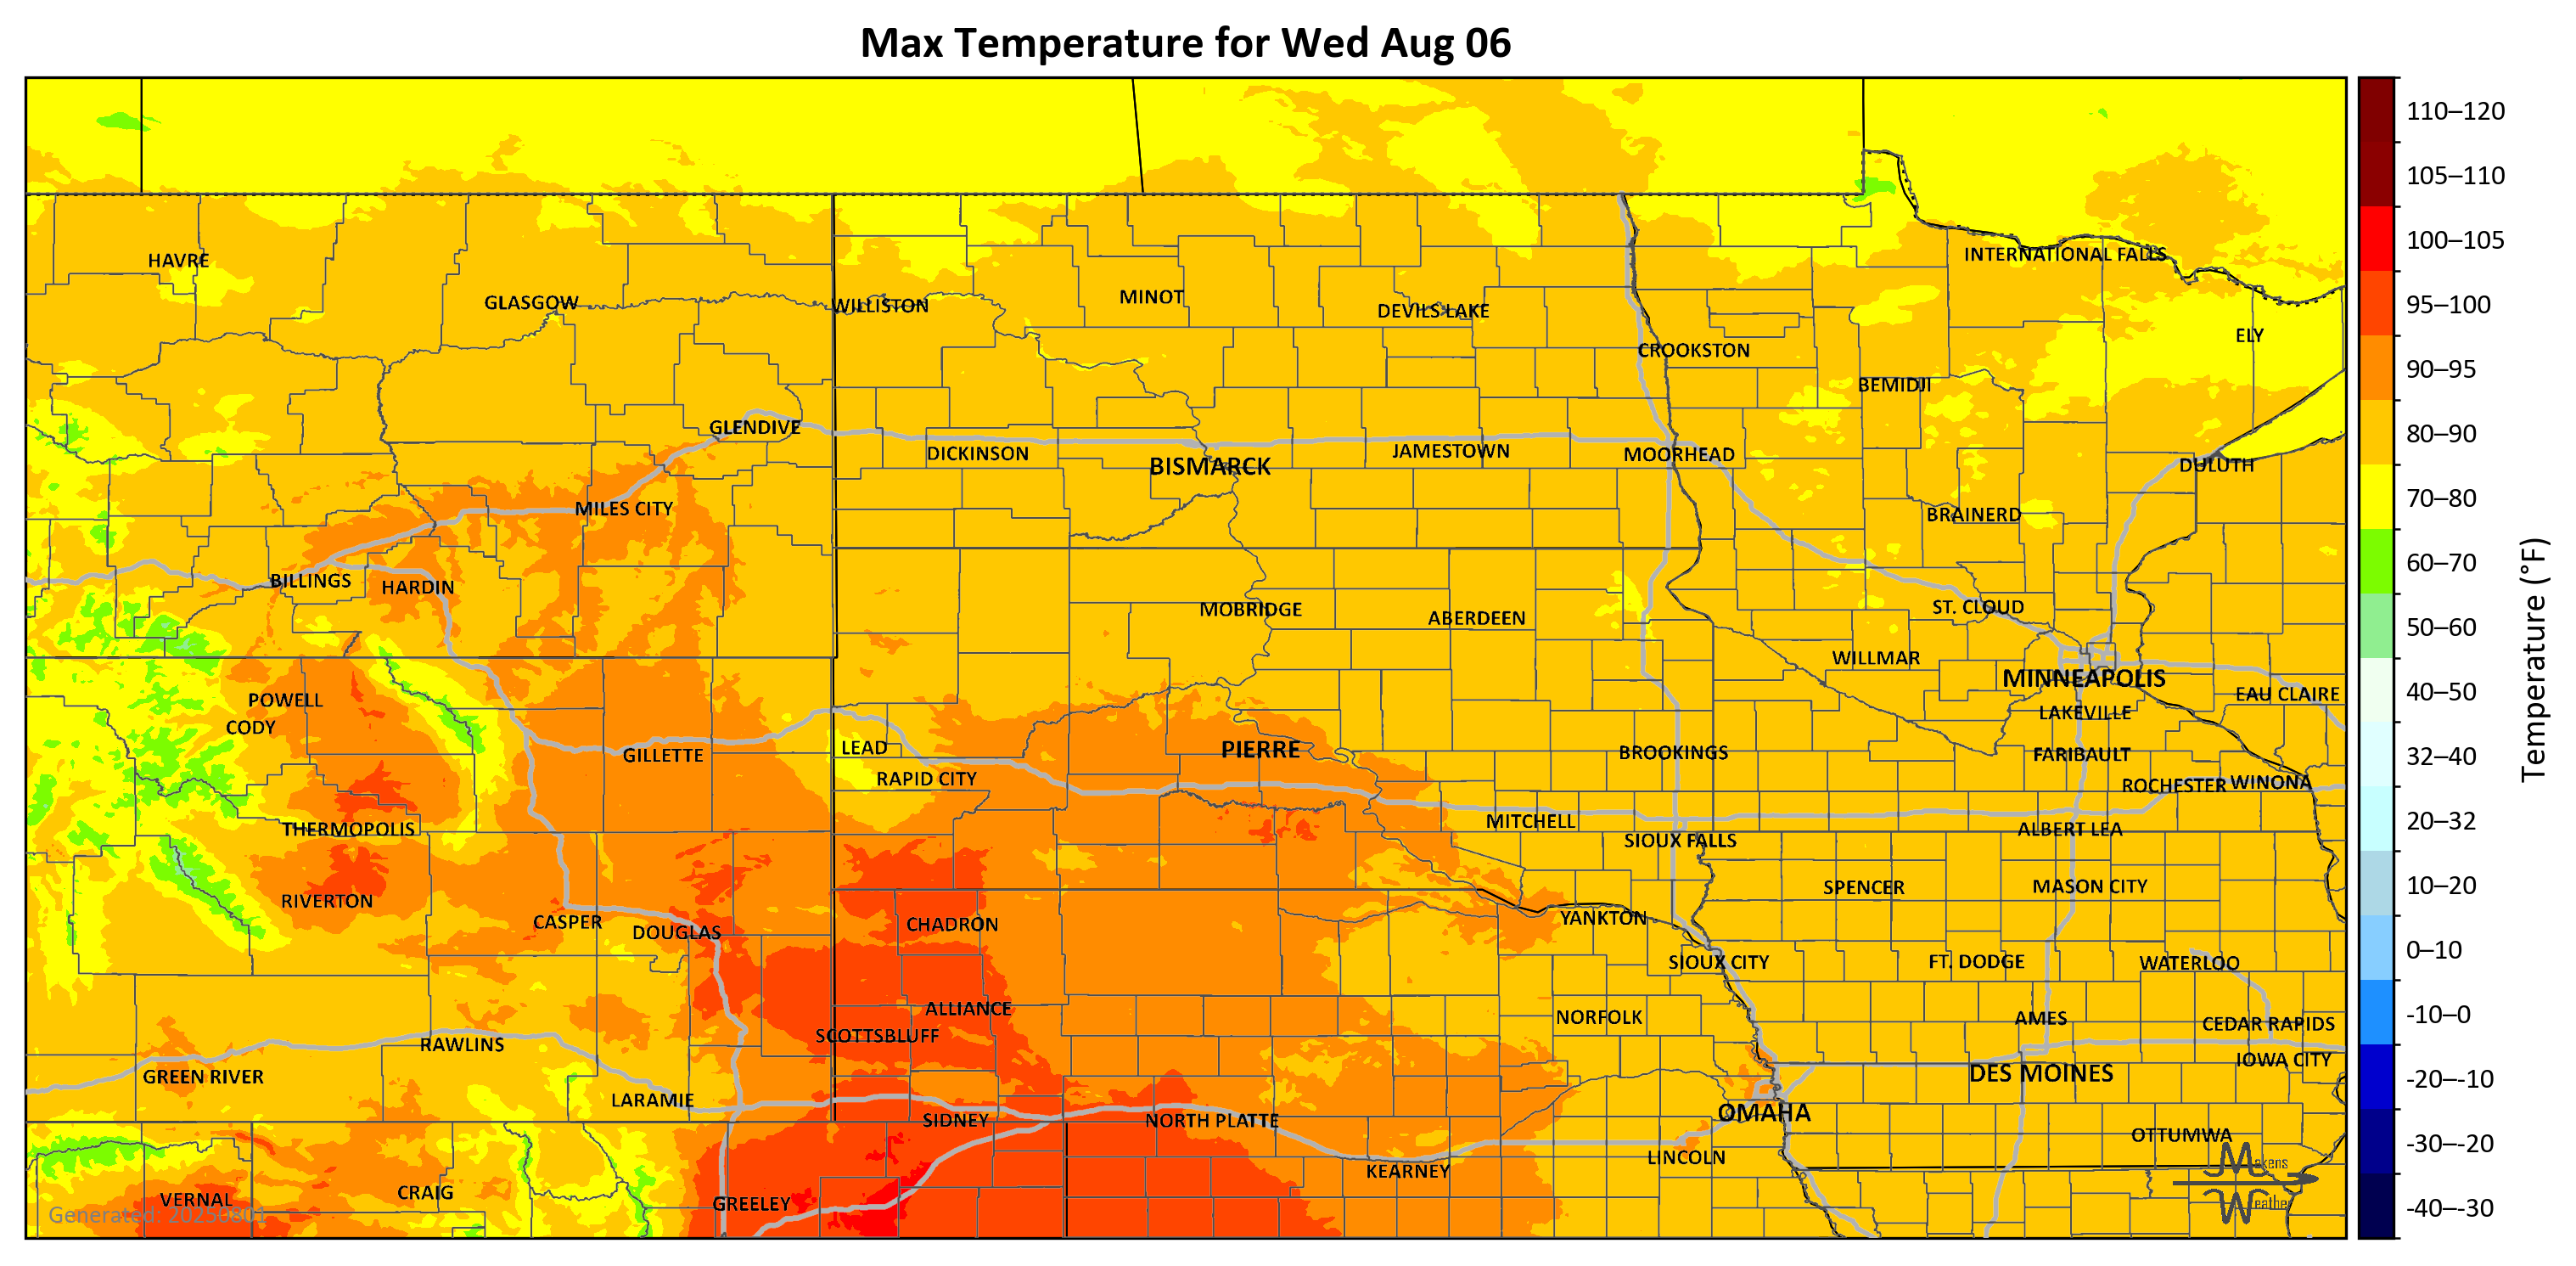 Max Temperature for Wed Aug 06
110–120
105–110
HAVRE
INTERNATIONAL FALLS
100–105
GLASGOW
WILLISTON
MINOT
DEVILS LAKE
95–100
CROOKSTON
ELY
BEMIDJI
90–95
GLENDIVE
DICKINSON
BISMARCK
JAMESTOWN
MOORHEAD
DULUTH
80–90
MILES CITY
BRAINERD
70–80
BILLINGS
HARDIN
60–70
MOBRIDGE
ABERDEEN
ST. CLOUD
50–60
WILLMAR
MINNEAPOLIS
EAU CLAIRE
40–50
POWELL
CODY
LAKEVILLE
GILLETTE
LEAD
PIERRE
BROOKINGS
FARIBAULT
32–40
Temperature (°F)
RAPID CITY
ROCHESTER
WINONA
THERMOPOLIS
MITCHELL
SIOUX FALLS
ALBERT LEA
20–32
RIVERTON
SPENCER
MASON CITY
10–20
CASPER
DOUGLAS
CHADRON
YANKTON
SIOUX CITY
FT. DODGE
WATERLOO
0–10
ALLIANCE
SCOTTSBLUFF
NORFOLK
AMES
CEDAR RAPIDS
-10–0
RAWLINS
IOWA CITY
GREEN RIVER
DES MOINES
-20–-10
LARAMIE
SIDNEY
NORTH PLATTE
OMAHA
OTTUMWA
-30–-20
KEARNEY
LINCOLN
Makens
Weather
VERNAL
CRAIG
GREELEY
-40–-30
Generated: 20250801